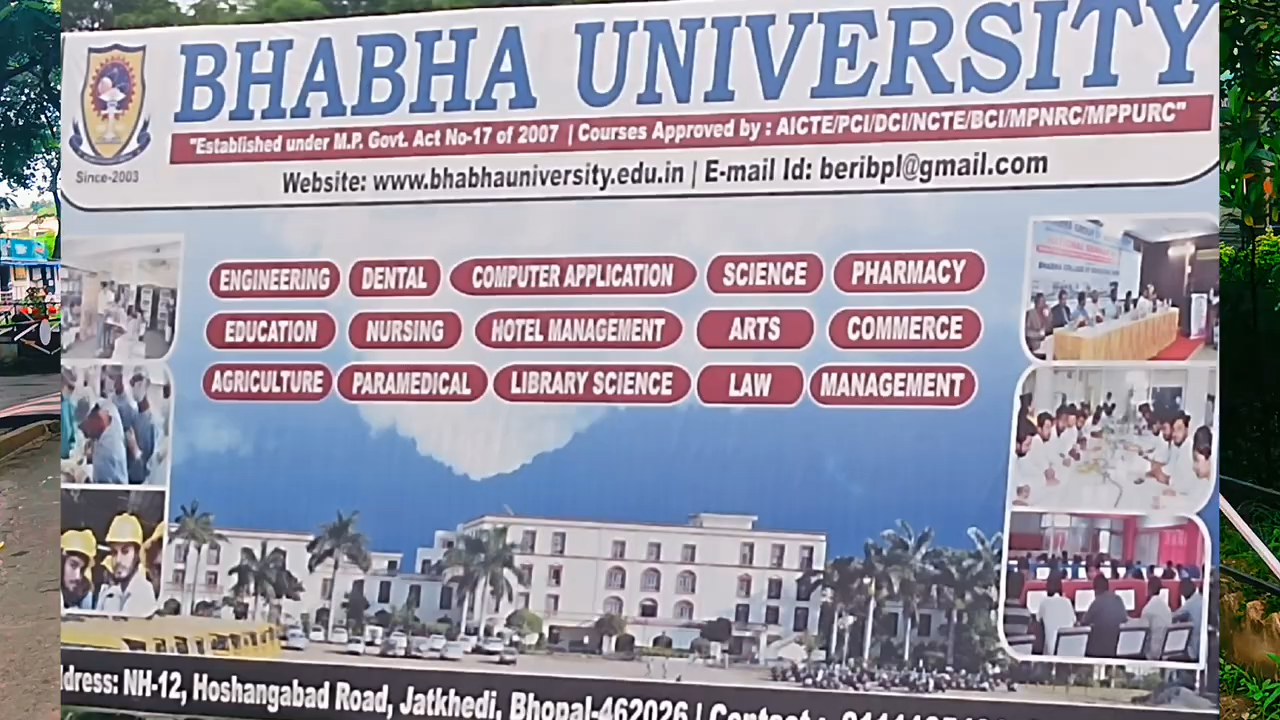 BHABHA UNIVERSITY
"Established under M.P. Govt. Act No-17 of 2007 | Courses Approved by : AICTE/PCI/DCI/NCTE/BCI/MPNRC/MPPURC"
Since-2003
Website: www.bhabhauniversity.edu.in | E-mail Id: beribpl@gmail.com
ENGINEERING DENTAL COMPUTER APPLICATION SCIENCE PHARMACY
EDUCATION NURSING HOTEL MANAGEMENT ARTS COMMERCE
AGRICULTURE PARAMEDICAL LIBRARY SCIENCE LAW MANAGEMENT
dress: NH-12, Hoshangabad Road, Jatkhedi, Bhopal-462026 | Contact :